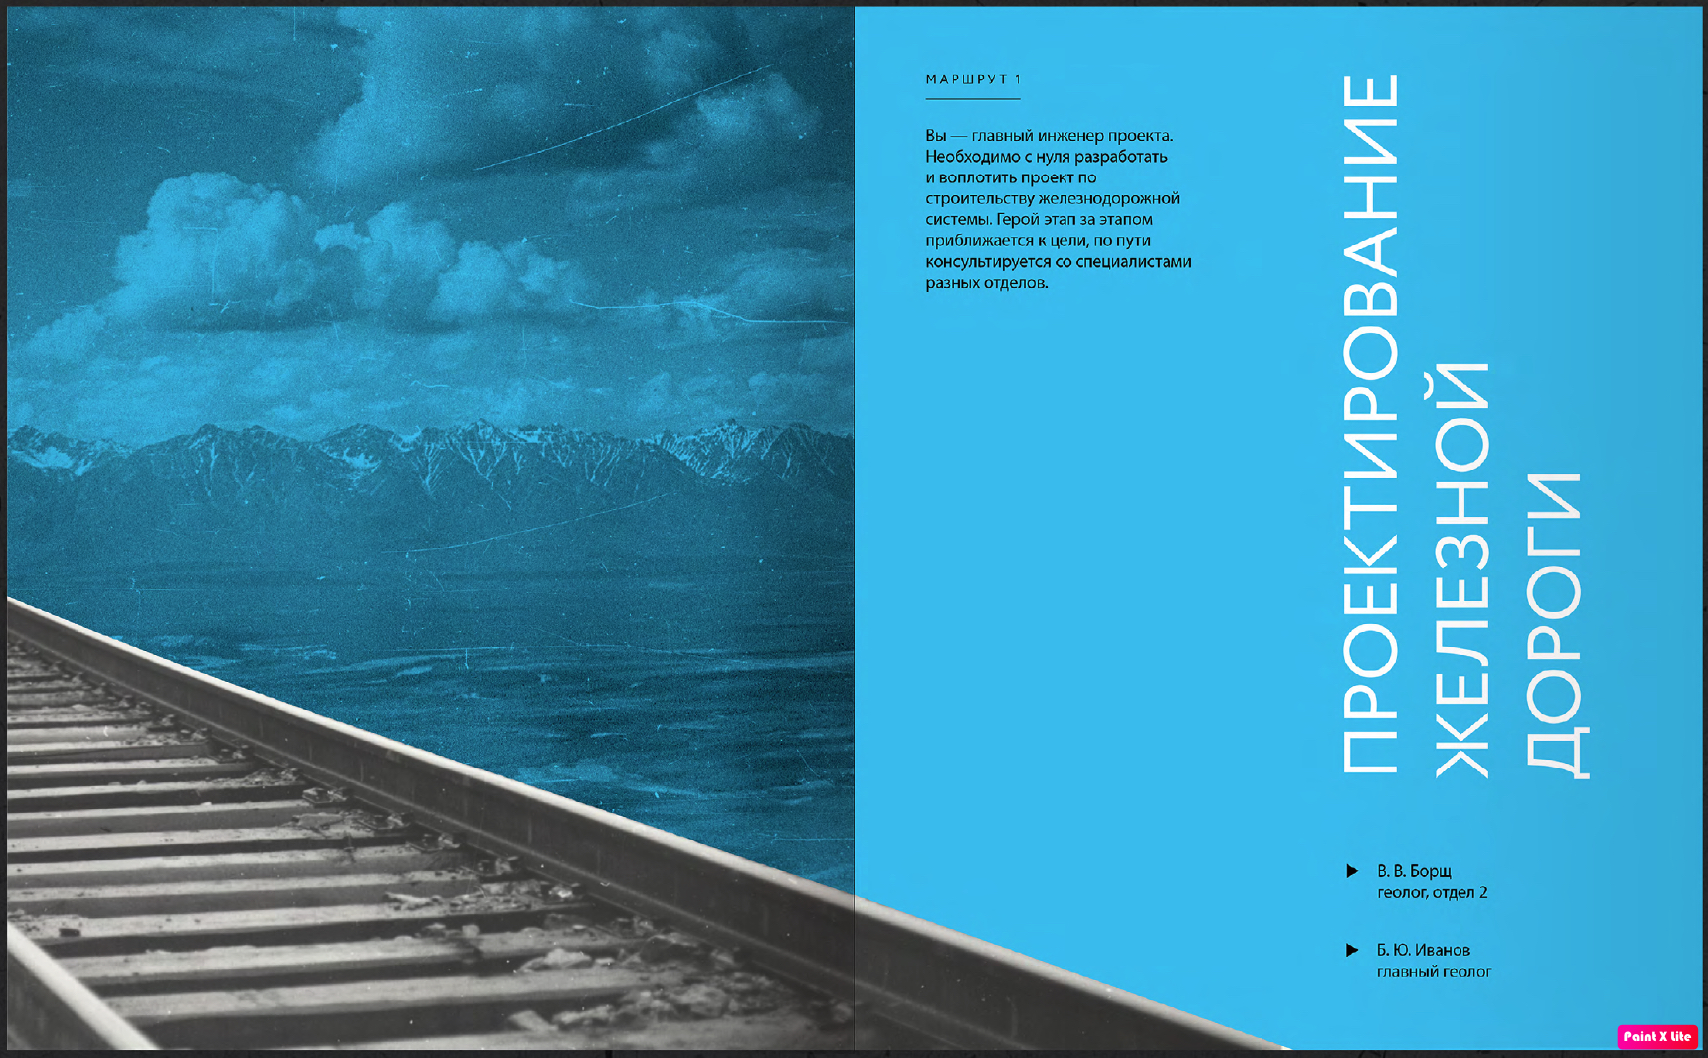 МАРШРУТ 1
Вы — главный инженер проекта.
Необходимо с нуля разработать
и воплотить проект по
строительству железнодорожной
системы. Герой этап за этапом
приближается к цели, по пути
консультируется со специалистами
разных отделов.
ПРОЕКТИРОВАНИЕ
ЖЕЛЕЗНОЙ
ДОРОГИ
В. В. Борщ
геолог, отдел 2
Б. Ю. Иванов
главный геолог
Paint X Lite